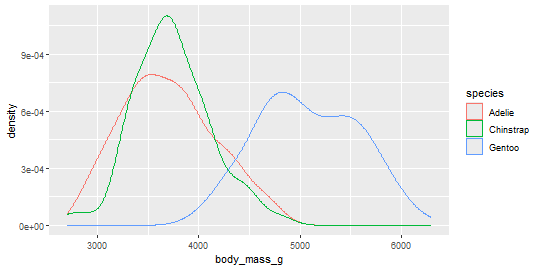 9e-04
6e-04
3e-04
0e+00
density
3000 4000 5000 6000
body_mass_g
species
Adelie
Chinstrap
Gentoo